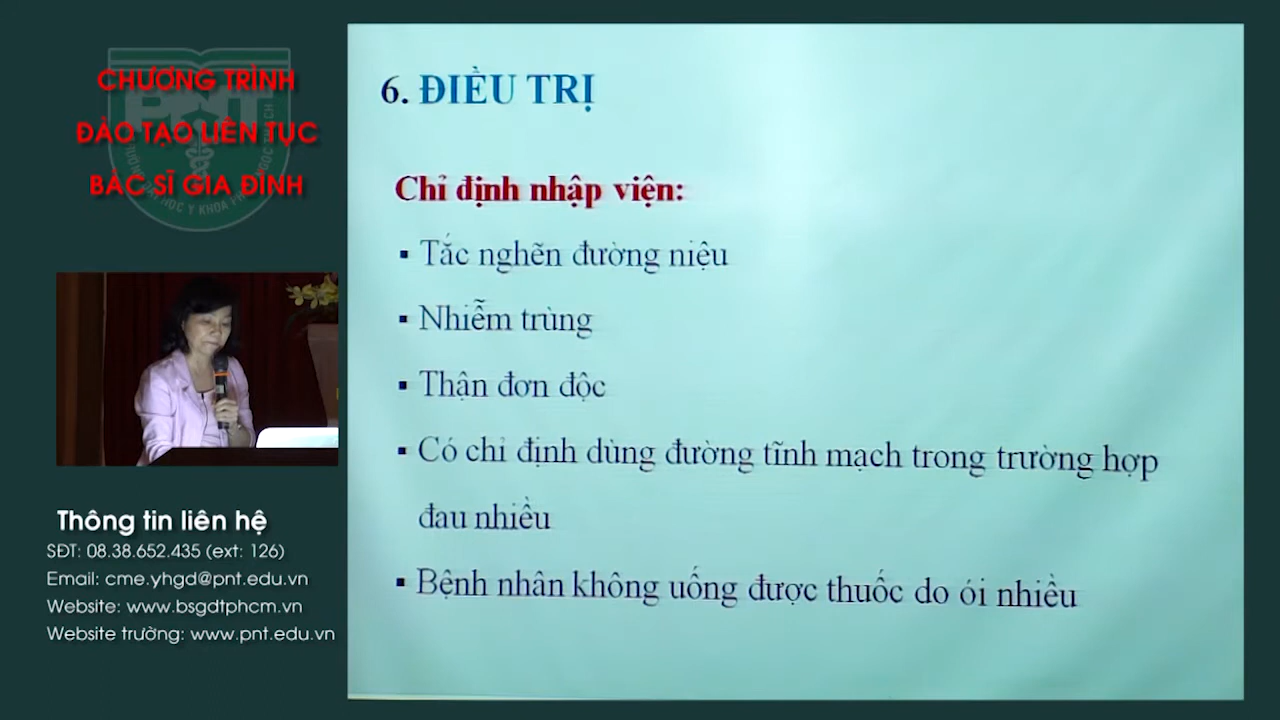 CHƯƠNG TRÌNH
ĐÀO TẠO LIÊN TỤC
BÁC SĨ GIA ĐÌNH
PNT
Thông tin liên hệ
SĐT: 08.38.652.435 (ext: 126)
Email: cme.yhgd@pnt.edu.vn
Website: www.bsgdtphcm.vn
Website trường: www.pnt.edu.vn
6. ĐIỀU TRỊ
Chỉ định nhập viện:
▪ Tắc nghẽn đường niệu
▪ Nhiễm trùng
▪ Thận đơn độc
▪ Có chỉ định dùng đường tĩnh mạch trong trường hợp
đau nhiều
▪ Bệnh nhân không uống được thuốc do ói nhiều